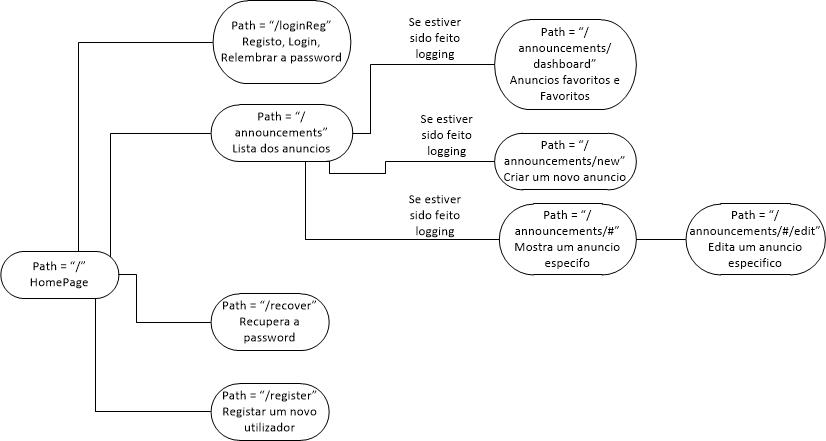 Path = “/loginReg”
Registo, Login,
Relembrar a password
Se estiver
sido feito
logging
Path = “/
announcements/
dashboard”
Anuncios favoritos e
Favoritos
Path = “/
announcements”
Lista dos anuncios
Se estiver
sido feito
logging
Path = “/
announcements/new”
Criar um novo anuncio
Se estiver
sido feito
logging
Path = “/
announcements/#”
Mostra um anuncio
especifo
Path = “/
announcements/#/edit”
Edita um anuncio
especifico
Path = “/”
HomePage
Path = “/recover”
Recupera a
password
Path = “/register”
Registar um novo
utilizador